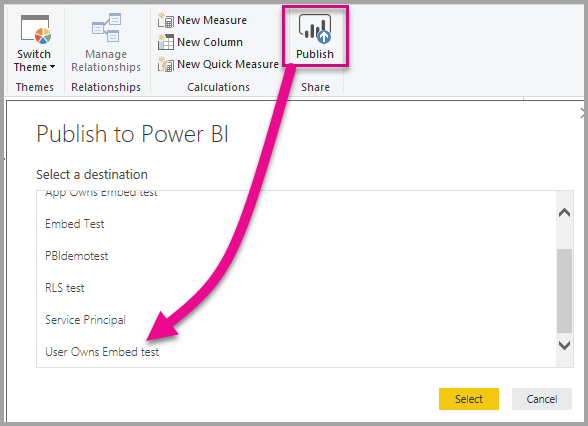 Switch
Theme
Manage
Relationships
New Measure
New Column
New Quick Measure
Publish
Themes
Relationships
Calculations
Share
Publish to Power BI
Select a destination
App Owns Embed test
Embed Test
PBIdemotest
RLS test
Service Principal
User Owns Embed test
Select
Cancel